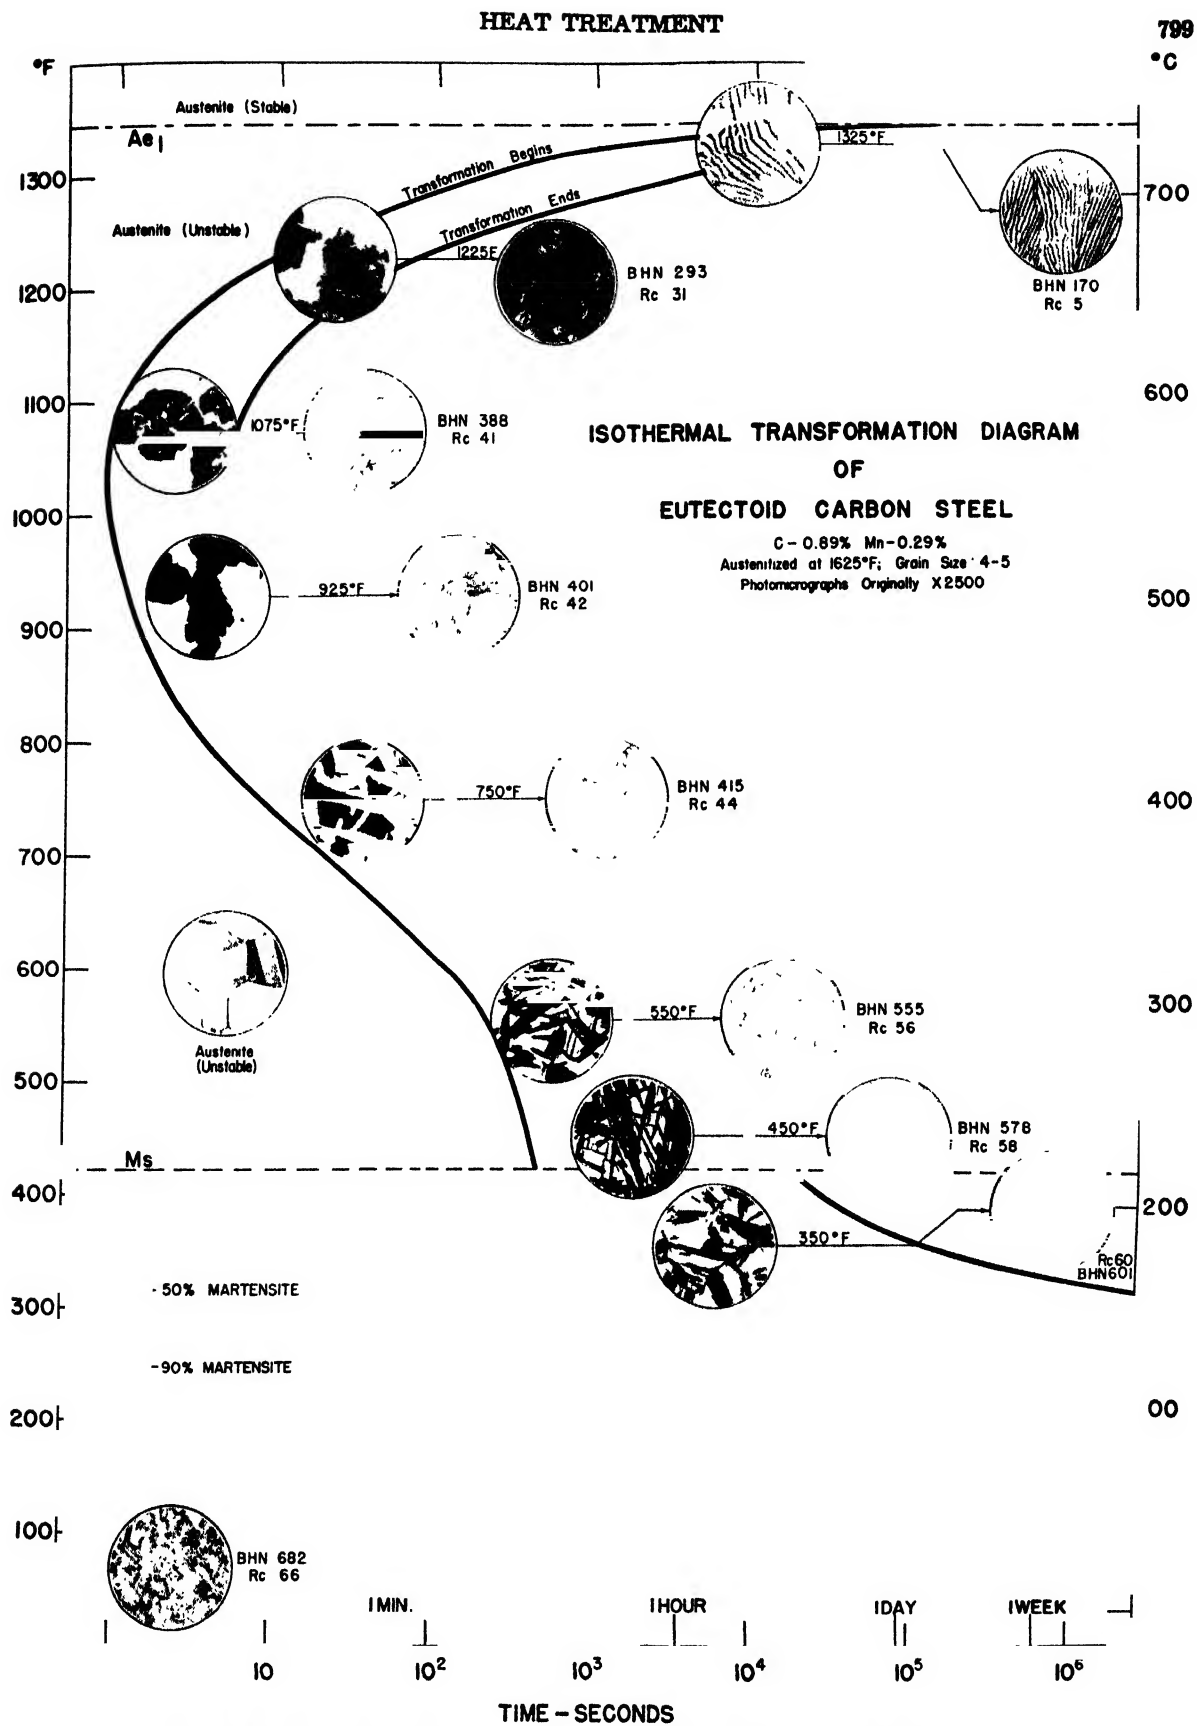 HEAT TREATMENT
799
°F
°C
Austenite (Stable)
Ae1
1325°F
Transformation Begins
1300
700
Transformation Ends
Austenite (Unstable)
1225F
BHN 293
Rc 31
BHN 170
Rc 5
1200
1100
600
1075°F
BHN 388
Rc 41
ISOTHERMAL TRANSFORMATION DIAGRAM
OF
EUTECTOID CARBON STEEL
C-0.89% Mn-0.29%
Austenitized at 1625°F; Grain Size 4-5
Photomicrographs Originally X2500
1000
925°F
BHN 401
Rc 42
500
900
800
750°F
BHN 415
Rc 44
400
700
600
Austenite
(Unstable)
550°F
BHN 555
Rc 56
300
500
450°F
BHN 578
Rc 58
Ms
400
200
350°F
Rc60
BHN601
-50% MARTENSITE
300
-90% MARTENSITE
200
00
100
BHN 682
Rc 66
1 MIN.
1 HOUR
1 DAY
1 WEEK
10
10²
10³
10⁴
10⁵
10⁶
TIME – SECONDS